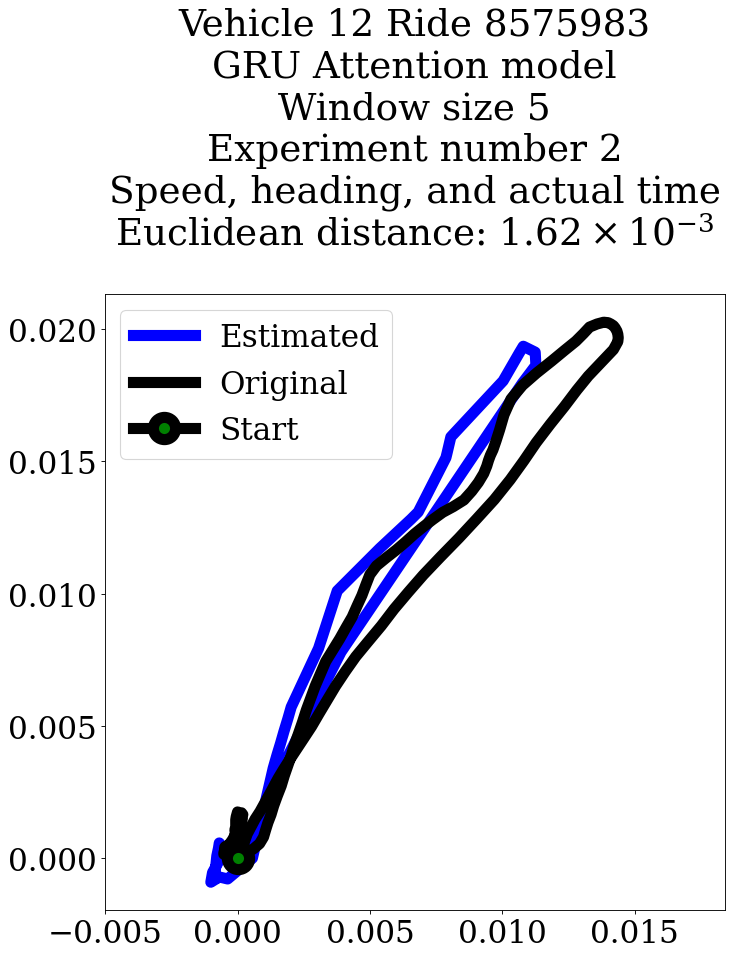 Vehicle 12 Ride 8575983
GRU Attention model
Window size 5
Experiment number 2
Speed, heading, and actual time
Euclidean distance: 1.62 × 10⁻³
Estimated
Original
Start
0.020
0.015
0.010
0.005
0.000
−0.005 0.000 0.005 0.010 0.015